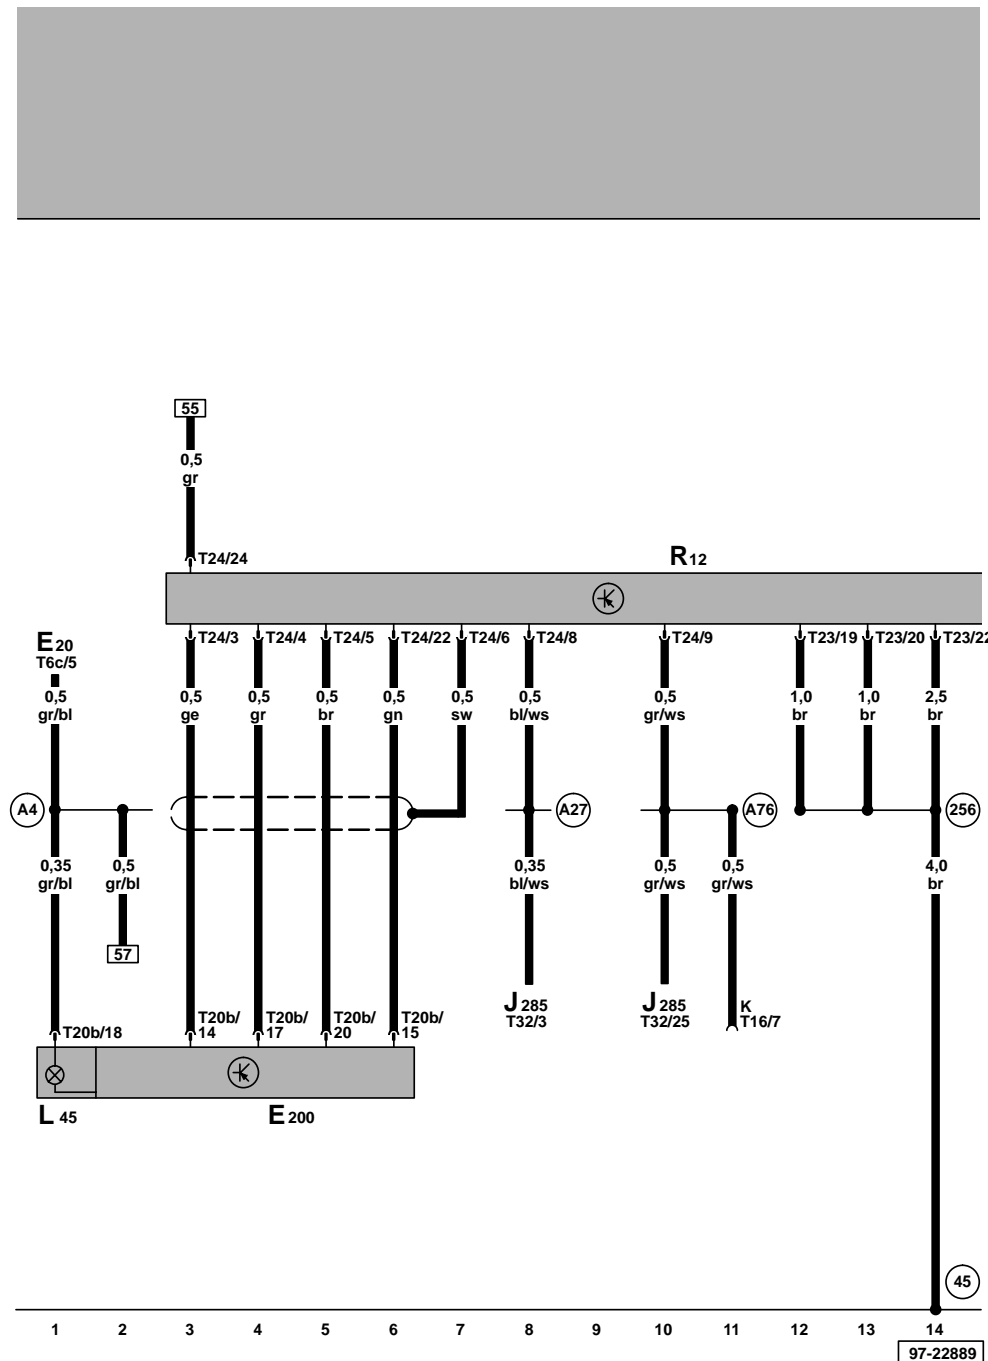 55
0,5
gr
T24/24
R12
T24/3 T24/4 T24/5 T24/22 T24/6 T24/8 T24/9 T23/19 T23/20 T23/22
E20
T6c/5
0,5 0,5 0,5 0,5 0,5 0,5 0,5 0,5 1,0 1,0 2,5
gr/bl ge gr br gn sw bl/ws gr/ws br br br
A4 A27 A76 256
0,35 0,5 0,35 0,5 0,5 4,0
gr/bl gr/bl bl/ws gr/ws gr/ws br
57
J285 J285 K
T32/3 T32/25 T16/7
T20b/18 T20b/ T20b/ T20b/ T20b/
14 17 20 15
L 45 E200
45
1 2 3 4 5 6 7 8 9 10 11 12 13 14
97-22889